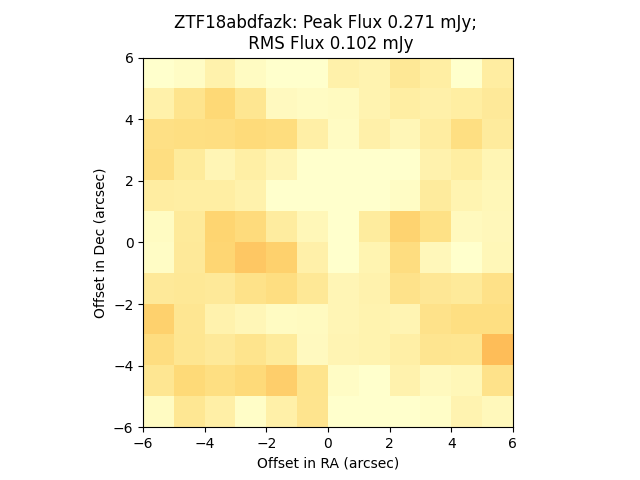 ZTF18abdfazk: Peak Flux 0.271 mJy;
RMS Flux 0.102 mJy
6
4
2
0
−2
−4
−6
Offset in Dec (arcsec)
−6 −4 −2 0 2 4 6
Offset in RA (arcsec)